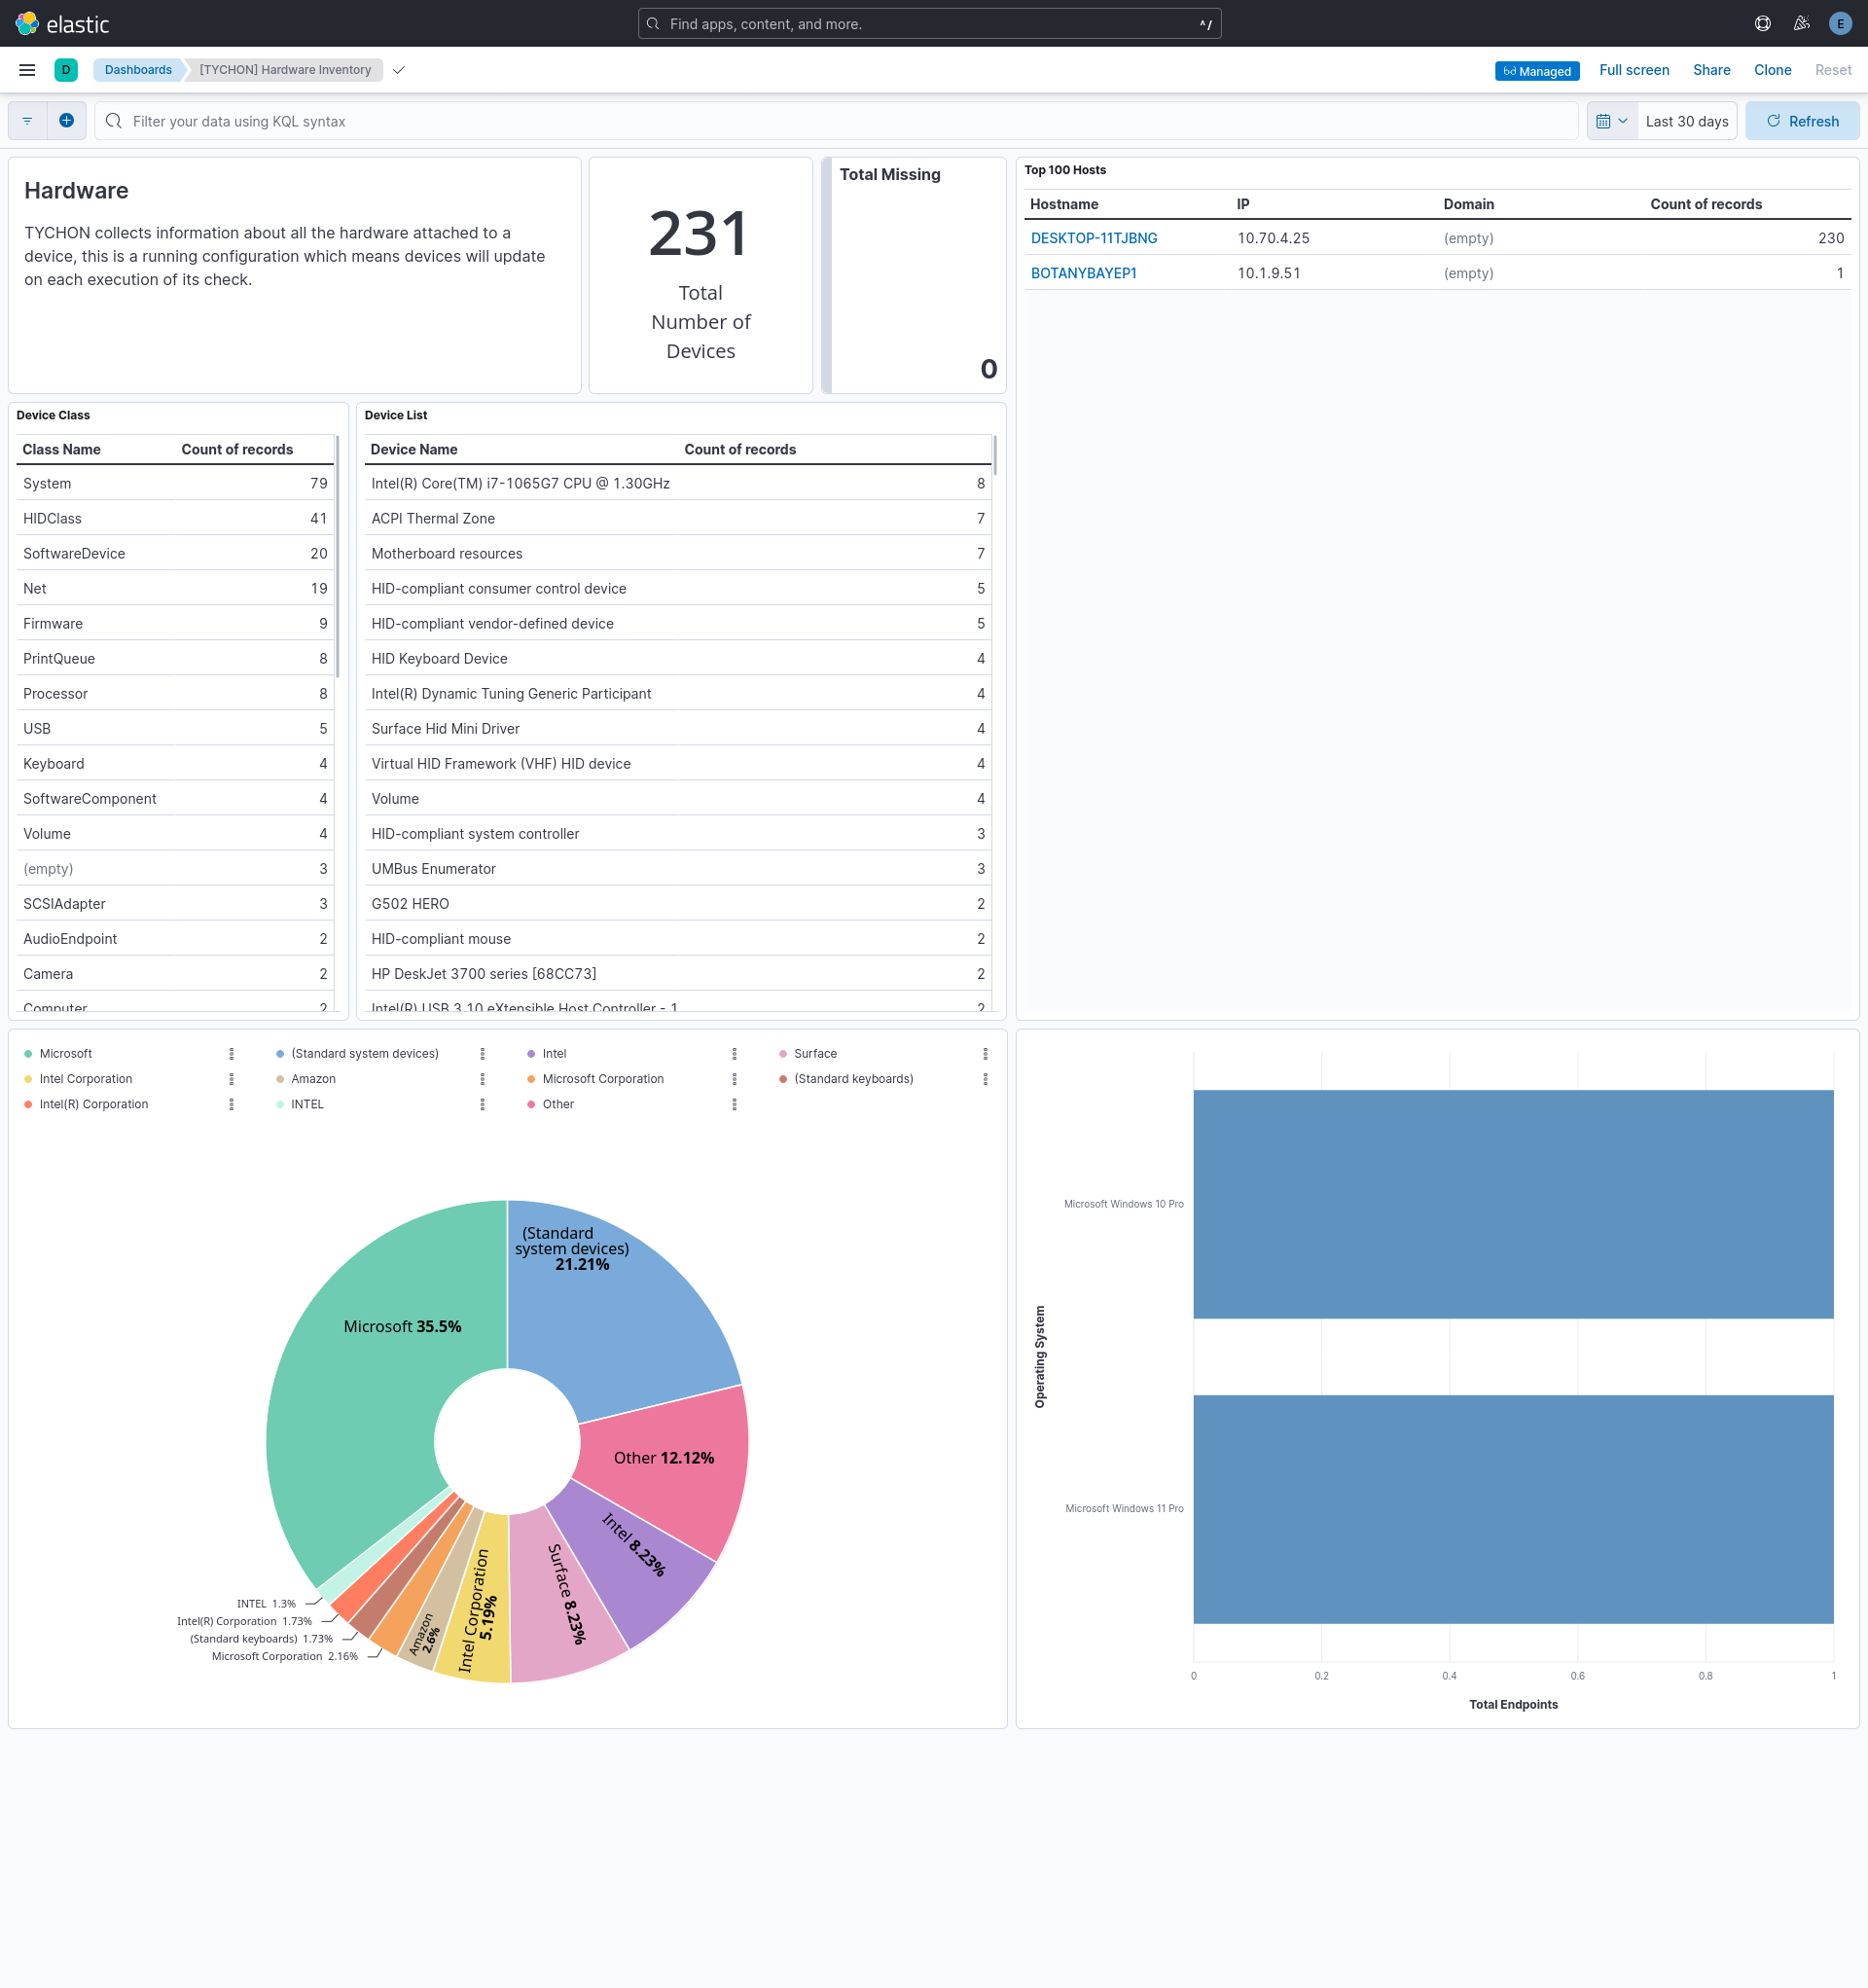 elastic
Find apps, content, and more.
^/
E
D
Dashboards
[TYCHON] Hardware Inventory
Managed
Full screen
Share
Clone
Reset
Filter your data using KQL syntax
Last 30 days
Refresh
Hardware
TYCHON collects information about all the hardware attached to a
device, this is a running configuration which means devices will update
on each execution of its check.
231
Total
Number of
Devices
Total Missing
0
Top 100 Hosts
Hostname IP Domain Count of records
DESKTOP-11TJBNG 10.70.4.25 (empty) 230
BOTANYBAYEP1 10.1.9.51 (empty) 1
Device Class
Class Name Count of records
System 79
HIDClass 41
SoftwareDevice 20
Net 19
Firmware 9
PrintQueue 8
Processor 8
USB 5
Keyboard 4
SoftwareComponent 4
Volume 4
(empty) 3
SCSIAdapter 3
AudioEndpoint 2
Camera 2
Computer 2
Device List
Device Name Count of records
Intel(R) Core(TM) i7-1065G7 CPU @ 1.30GHz 8
ACPI Thermal Zone 7
Motherboard resources 7
HID-compliant consumer control device 5
HID-compliant vendor-defined device 5
HID Keyboard Device 4
Intel(R) Dynamic Tuning Generic Participant 4
Surface Hid Mini Driver 4
Virtual HID Framework (VHF) HID device 4
Volume 4
HID-compliant system controller 3
UMBus Enumerator 3
G502 HERO 2
HID-compliant mouse 2
HP DeskJet 3700 series [68CC73] 2
Intel(R) USB 3.10 eXtensible Host Controller - 1 2
Microsoft (Standard system devices) Intel Surface
Intel Corporation Amazon Microsoft Corporation (Standard keyboards)
Intel(R) Corporation INTEL Other
(Standard
system devices)
21.21%
Microsoft 35.5%
Other 12.12%
Intel 8.23%
Surface 8.23%
Intel Corporation
5.19%
Amazon
2.6%
INTEL 1.3%
Intel(R) Corporation 1.73%
(Standard keyboards) 1.73%
Microsoft Corporation 2.16%
Operating System
Microsoft Windows 10 Pro
Microsoft Windows 11 Pro
0 0.2 0.4 0.6 0.8 1
Total Endpoints